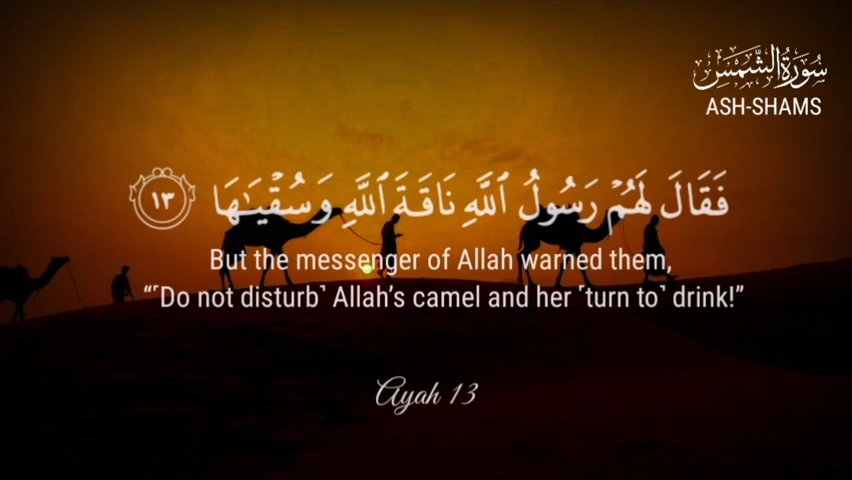 سُورَةُ الشَّمْسِ
ASH-SHAMS
فَقَالَ لَهُمْ رَسُولُ ٱللَّهِ نَاقَةَ ٱللَّهِ وَسُقْيَـٰهَا ١٣
But the messenger of Allah warned them,
“˹Do not disturb˺ Allah’s camel and her ˹turn to˺ drink!”
Ayah 13